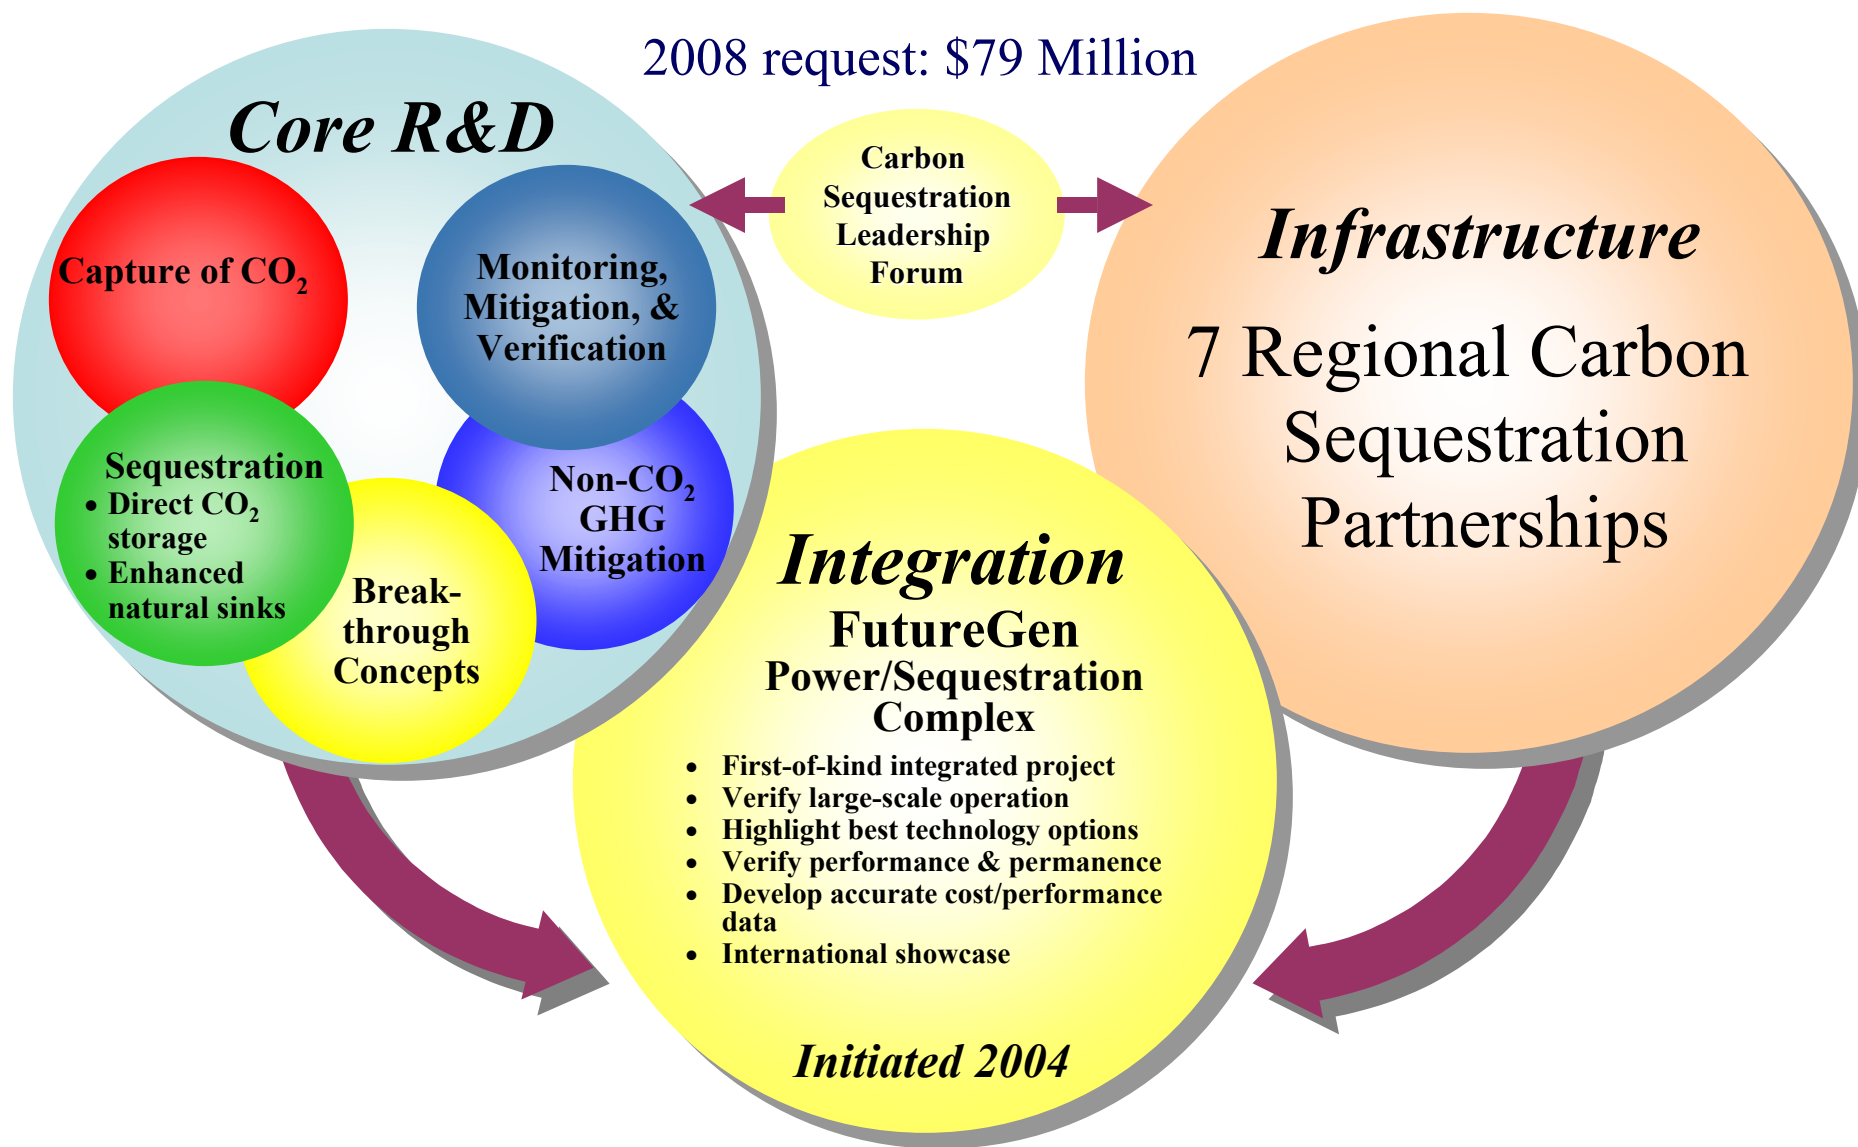 2008 request: $79 Million
Core R&D
Capture of CO₂
Monitoring,
Mitigation, &
Verification
Sequestration
• Direct CO₂
storage
• Enhanced
natural sinks
Break-
through
Concepts
Non-CO₂
GHG
Mitigation
Carbon
Sequestration
Leadership
Forum
Infrastructure
7 Regional Carbon
Sequestration
Partnerships
Integration
FutureGen
Power/Sequestration
Complex
• First-of-kind integrated project
• Verify large-scale operation
• Highlight best technology options
• Verify performance & permanence
• Develop accurate cost/performance
data
• International showcase
Initiated 2004